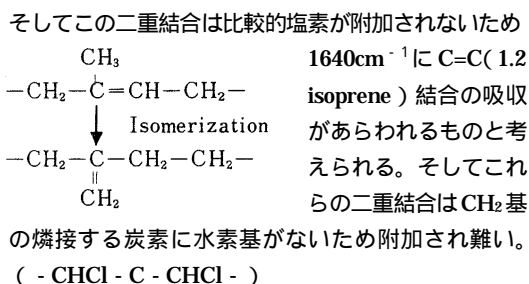 そしてこの二重結合は比較的塩素が附加されないため
CH₃
－CH₂－C＝CH－CH₂－
Isomerization
－CH₂－C－CH₂－CH₂－
CH₂
1640cm⁻¹に C=C( 1.2
isoprene ) 結合の吸収
があらわれるものと考
えられる。そしてこれ
らの二重結合は CH₂ 基
の燐接する炭素に水素基がないため附加され難い。
( - CHCl - C - CHCl - )